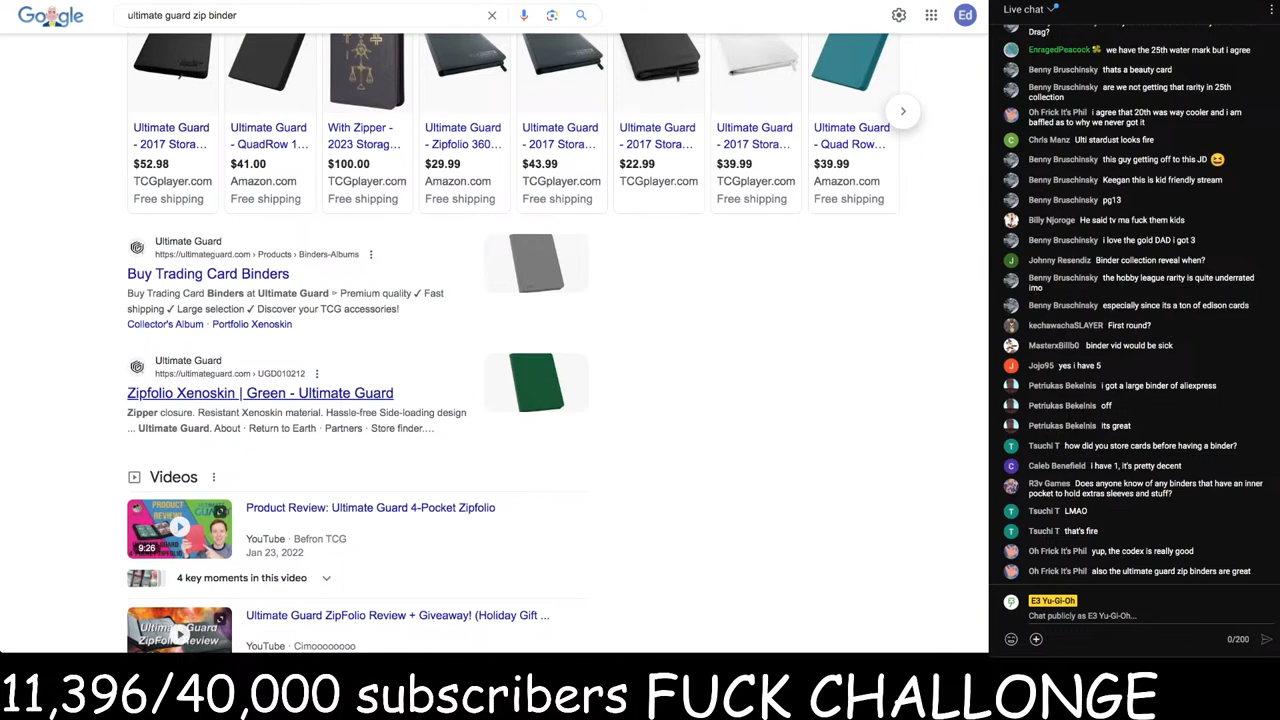 Google
ultimate guard zip binder
Ed
Ultimate Guard
- 2017 Stora…
$52.98
TCGplayer.com
Free shipping
Ultimate Guard
- QuadRow 1…
$41.00
Amazon.com
Free shipping
With Zipper -
2023 Storag…
$100.00
TCGplayer.com
Free shipping
Ultimate Guard
- Zipfolio 360…
$29.99
Amazon.com
Free shipping
Ultimate Guard
- 2017 Stora…
$43.99
TCGplayer.com
Free shipping
Ultimate Guard
- 2017 Stora…
$22.99
TCGplayer.com
Ultimate Guard
- 2017 Stora…
$39.99
TCGplayer.com
Free shipping
Ultimate Guard
- Quad Row…
$39.99
Amazon.com
Free shipping
Ultimate Guard
https://ultimateguard.com › Products › Binders-Albums
Buy Trading Card Binders
Buy Trading Card Binders at Ultimate Guard ➢ Premium quality ✓ Fast
shipping ✓ Large selection ✓ Discover your TCG accessories!
Collector's Album · Portfolio Xenoskin
Ultimate Guard
https://ultimateguard.com › UGD010212
Zipfolio Xenoskin | Green - Ultimate Guard
Zipper closure. Resistant Xenoskin material. Hassle-free Side-loading design
... Ultimate Guard. About · Return to Earth · Partners · Store finder.…
Videos
PRODUCT
REVIEW!
9:26
Product Review: Ultimate Guard 4-Pocket Zipfolio
YouTube · Befron TCG
Jan 23, 2022
4 key moments in this video
Ultimate Guard
ZipFolio Review
Ultimate Guard ZipFolio Review + Giveaway! (Holiday Gift ...
YouTube · Cimoooooooo
Live chat
Drag?
EnragedPeacock we have the 25th water mark but i agree
Benny Bruschinsky thats a beauty card
Benny Bruschinsky are we not getting that rarity in 25th
collection
Oh Frick It's Phil i agree that 20th was way cooler and i am
baffled as to why we never got it
C
Chris Manz Ulti stardust looks fire
Benny Bruschinsky this guy getting off to this JD 😆
Benny Bruschinsky Keegan this is kid friendly stream
Benny Bruschinsky pg13
Billy Njoroge He said tv ma fuck them kids
Benny Bruschinsky i love the gold DAD i got 3
J
Johnny Resendiz Binder collection reveal when?
Benny Bruschinsky the hobby league rarity is quite underrated
imo
Benny Bruschinsky especially since its a ton of edison cards
kechawachaSLAYER First round?
MasterxBillb0 binder vid would be sick
J
Jojo95 yes i have 5
Petriukas Bekelnis i got a large binder of aliexpress
Petriukas Bekelnis off
Petriukas Bekelnis its great
T
Tsuchi T how did you store cards before having a binder?
C
Caleb Benefield i have 1, it's pretty decent
R3v Games Does anyone know of any binders that have an inner
pocket to hold extras sleeves and stuff?
T
Tsuchi T LMAO
T
Tsuchi T that's fire
Oh Frick It's Phil yup, the codex is really good
Oh Frick It's Phil also the ultimate guard zip binders are great
E3 Yu-Gi-Oh
Chat publicly as E3 Yu-Gi-Oh...
0/200
11,396/40,000 subscribers FUCK CHALLONGE